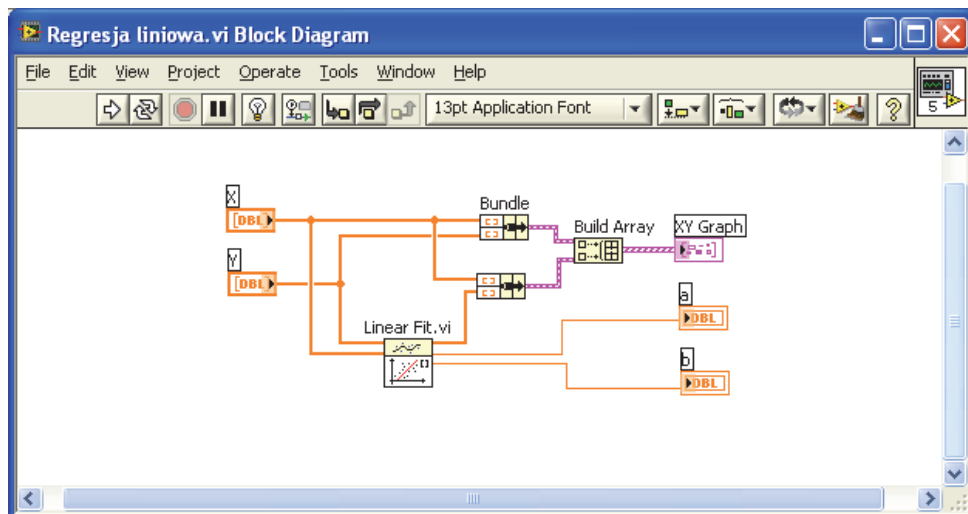 Regresja liniowa.vi Block Diagram
File Edit View Project Operate Tools Window Help
13pt Application Font
5
X
[DBL]
Bundle
Build Array
XY Graph
Y
[DBL]
a
DBL
Linear Fit.vi
b
DBL